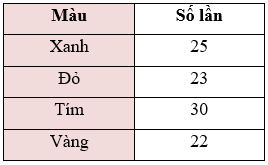 Màu Số lần
Xanh 25
Đỏ 23
Tím 30
Vàng 22